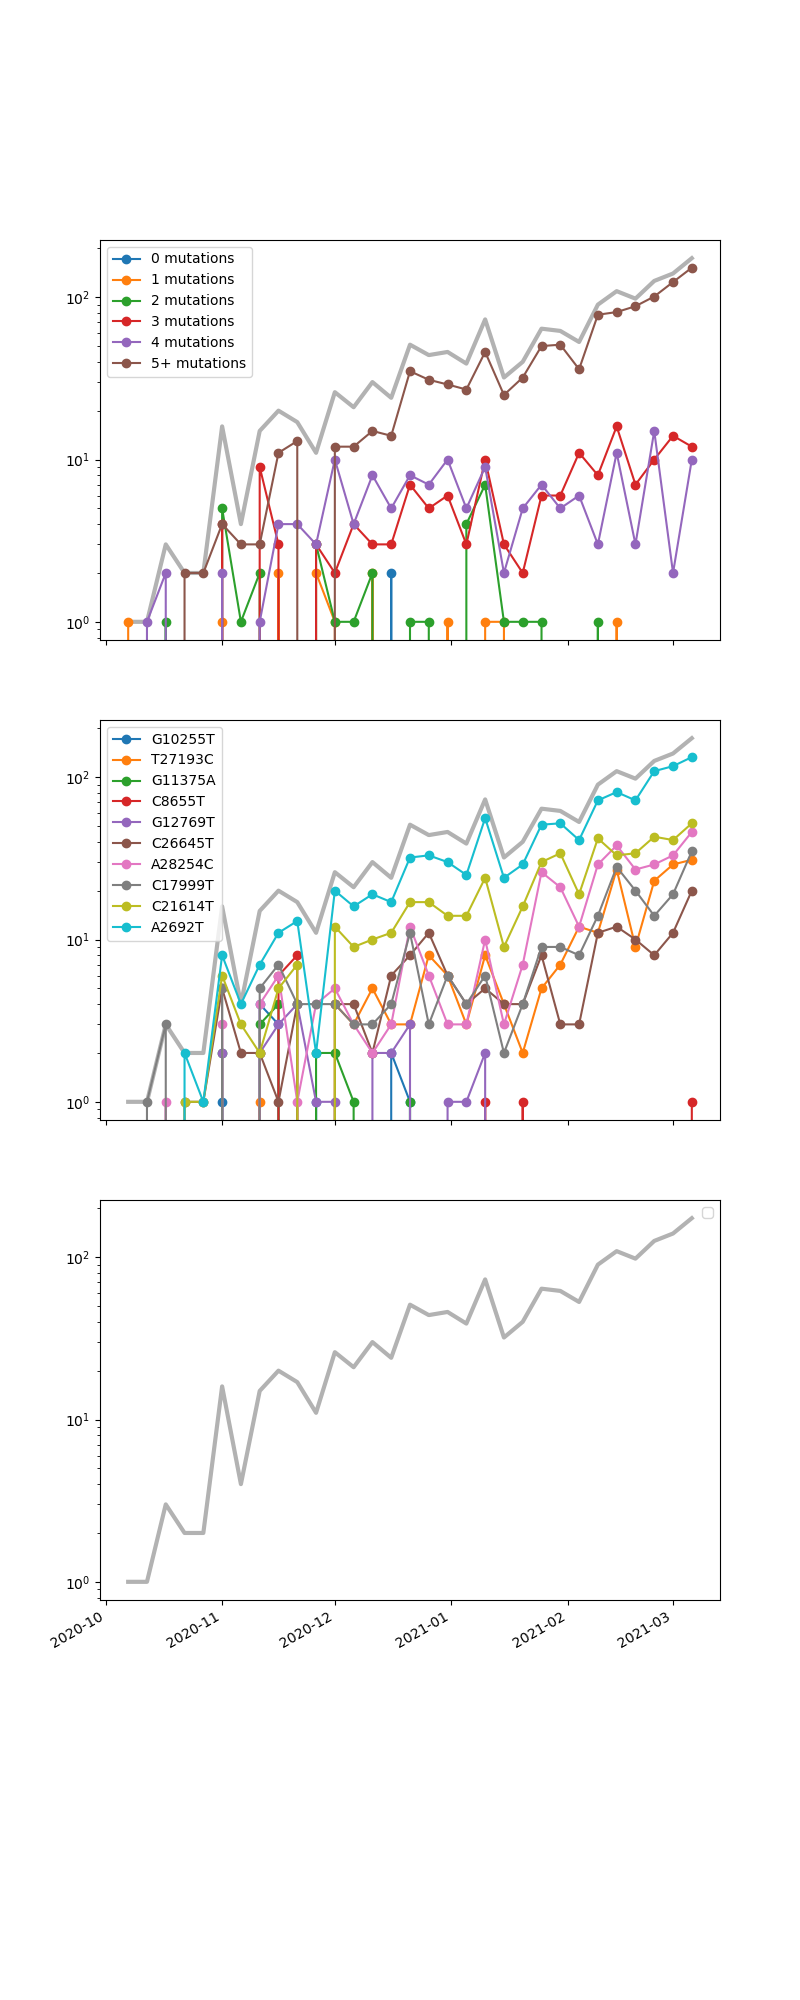 0 mutations
1 mutations
2 mutations
3 mutations
4 mutations
5+ mutations
10²
10¹
10⁰
G10255T
T27193C
G11375A
C8655T
G12769T
C26645T
A28254C
C17999T
C21614T
A2692T
10²
10¹
10⁰
10²
10¹
10⁰
2020-10
2020-11
2020-12
2021-01
2021-02
2021-03